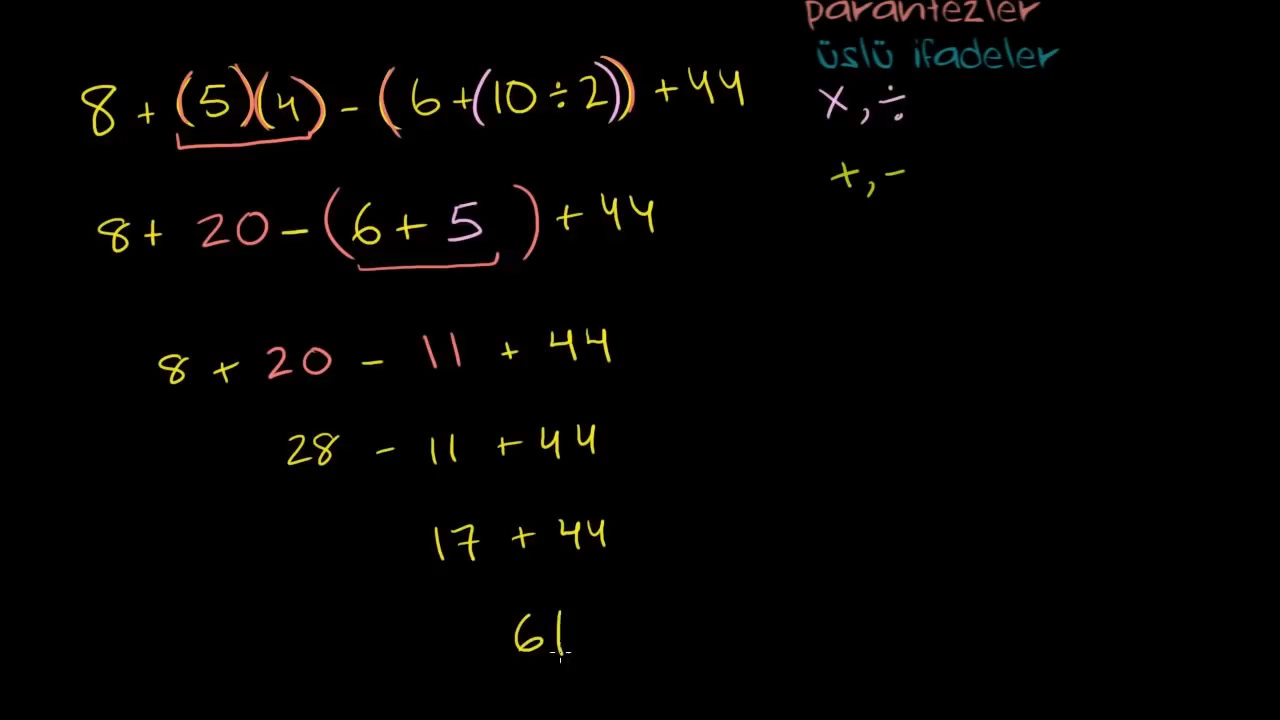 parantezler
üslü ifadeler
x, ÷
+, -
8 + (5)(4) - (6 + (10 ÷ 2)) + 44
8 + 20 - (6 + 5) + 44
8 + 20 - 11 + 44
28 - 11 + 44
17 + 44
61